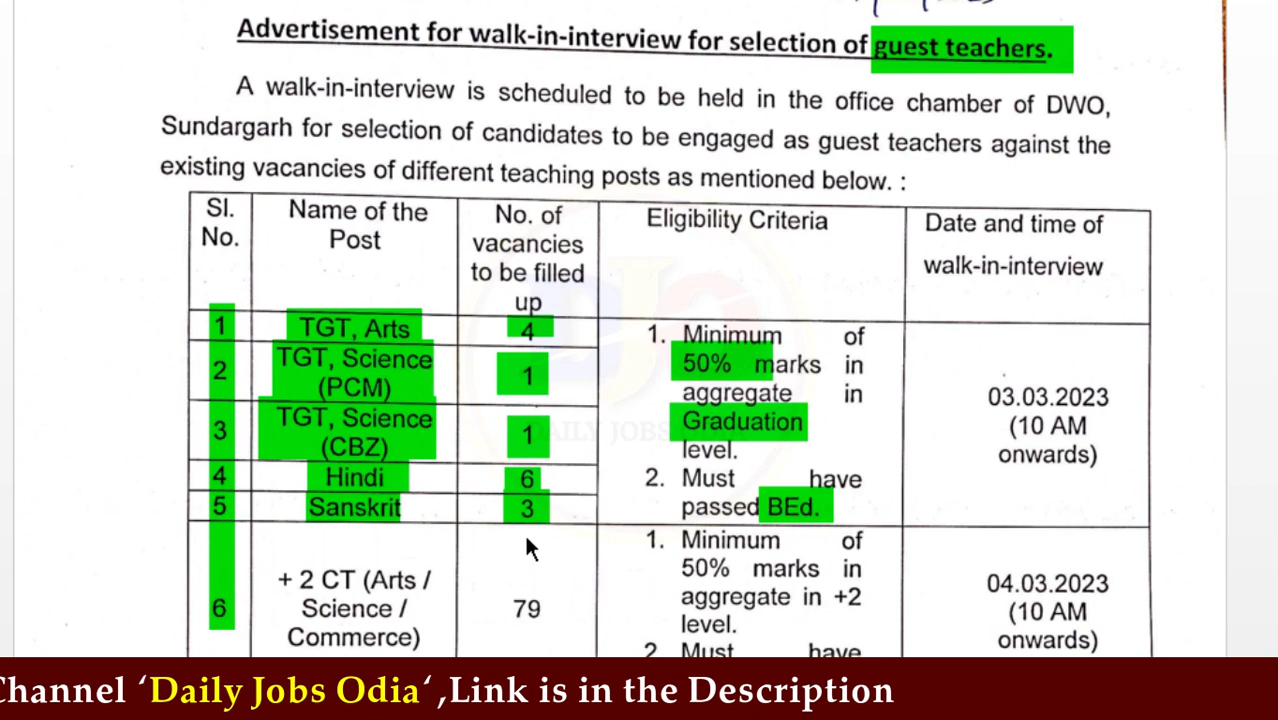 Advertisement for walk-in-interview for selection of guest teachers.
A walk-in-interview is scheduled to be held in the office chamber of DWO,
Sundargarh for selection of candidates to be engaged as guest teachers against the
existing vacancies of different teaching posts as mentioned below. :
Sl. No.
Name of the Post
No. of vacancies to be filled up
Eligibility Criteria
Date and time of walk-in-interview
1 TGT, Arts 4
2 TGT, Science (PCM) 1
3 TGT, Science (CBZ) 1
4 Hindi 6
5 Sanskrit 3
1. Minimum of
50% marks in
aggregate in
Graduation
level.
2. Must have
passed BEd.
03.03.2023
(10 AM
onwards)
6
+ 2 CT (Arts /
Science /
Commerce)
79
1. Minimum of
50% marks in
aggregate in +2
level.
2 Must have
04.03.2023
(10 AM
onwards)
DAILY JOBS
Channel ‘Daily Jobs Odia‘,Link is in the Description